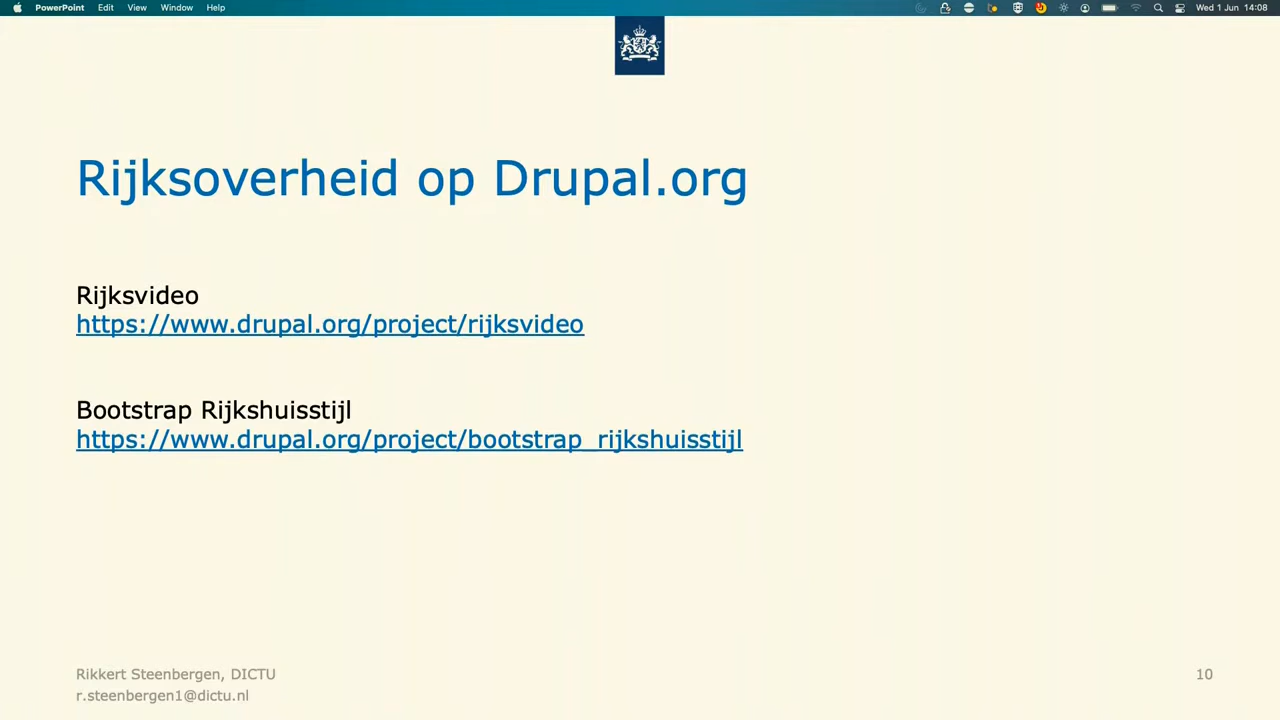 PowerPoint Edit View Window Help Wed 1 Jun 14:08
Rijksoverheid op Drupal.org
Rijksvideo
https://www.drupal.org/project/rijksvideo
Bootstrap Rijkshuisstijl
https://www.drupal.org/project/bootstrap_rijkshuisstijl
Rikkert Steenbergen, DICTU
r.steenbergen1@dictu.nl
10